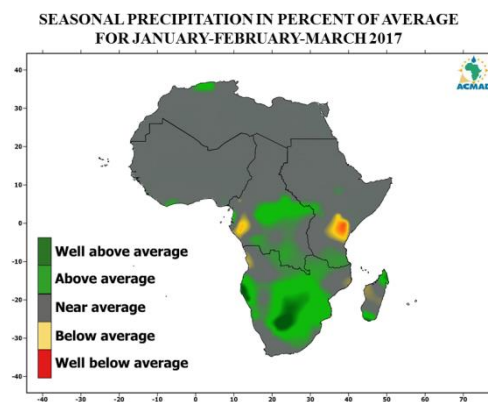 SEASONAL PRECIPITATION IN PERCENT OF AVERAGE
FOR JANUARY-FEBRUARY-MARCH 2017
ACMAD
40
30
20
10
0
-10
-20
-30
-40
Well above average
Above average
Near average
Below average
Well below average
-40 -30 -20 -10 0 10 20 30 40 50 60 70